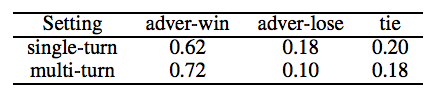 Setting adver-win adver-lose tie
single-turn 0.62 0.18 0.20
multi-turn 0.72 0.10 0.18